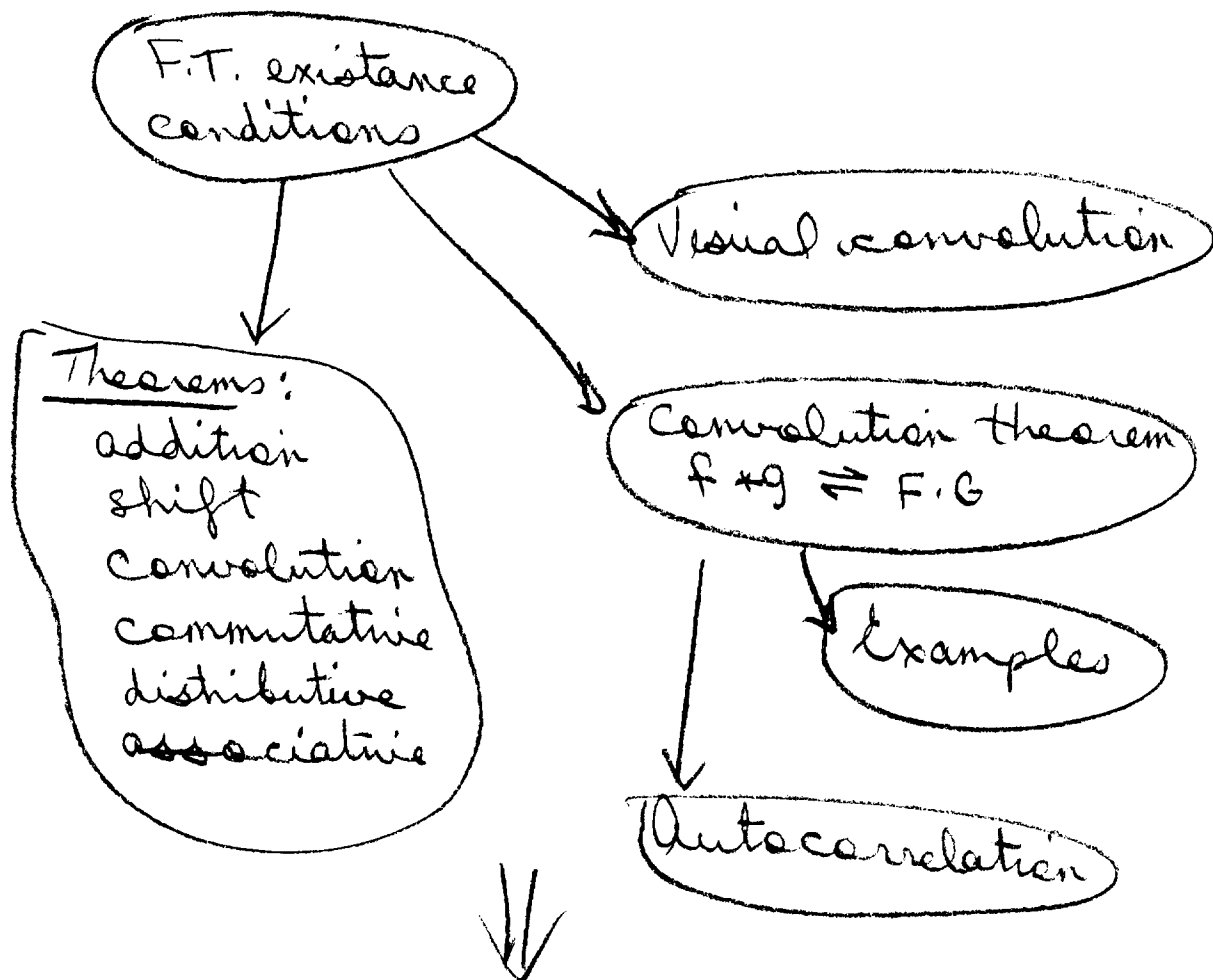 F.T. existance
conditions
Visual convolution
Theorems:
addition
shift
convolution
commutative
distributive
associative
Convolution theorem
f * g ⇌ F.G
Examples
Autocorrelation